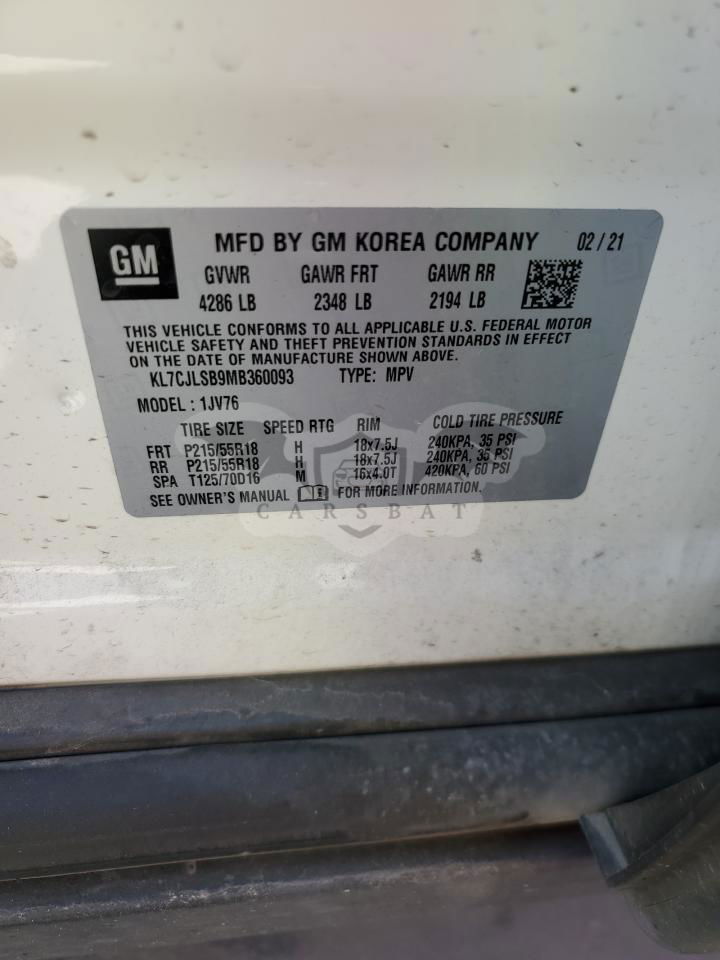 GM
MFD BY GM KOREA COMPANY 02 / 21
GVWR GAWR FRT GAWR RR
4286 LB 2348 LB 2194 LB
THIS VEHICLE CONFORMS TO ALL APPLICABLE U.S. FEDERAL MOTOR
VEHICLE SAFETY AND THEFT PREVENTION STANDARDS IN EFFECT
ON THE DATE OF MANUFACTURE SHOWN ABOVE.
KL7CJLSB9MB360093 TYPE: MPV
MODEL : 1JV76
TIRE SIZE SPEED RTG RIM COLD TIRE PRESSURE
FRT P215/55R18 H 18x7.5J 240KPA, 35 PSI
RR P215/55R18 H 18x7.5J 240KPA, 35 PSI
SPA T125/70D16 M 16x4.0T 420KPA, 60 PSI
SEE OWNER'S MANUAL FOR MORE INFORMATION.
CARSBAT